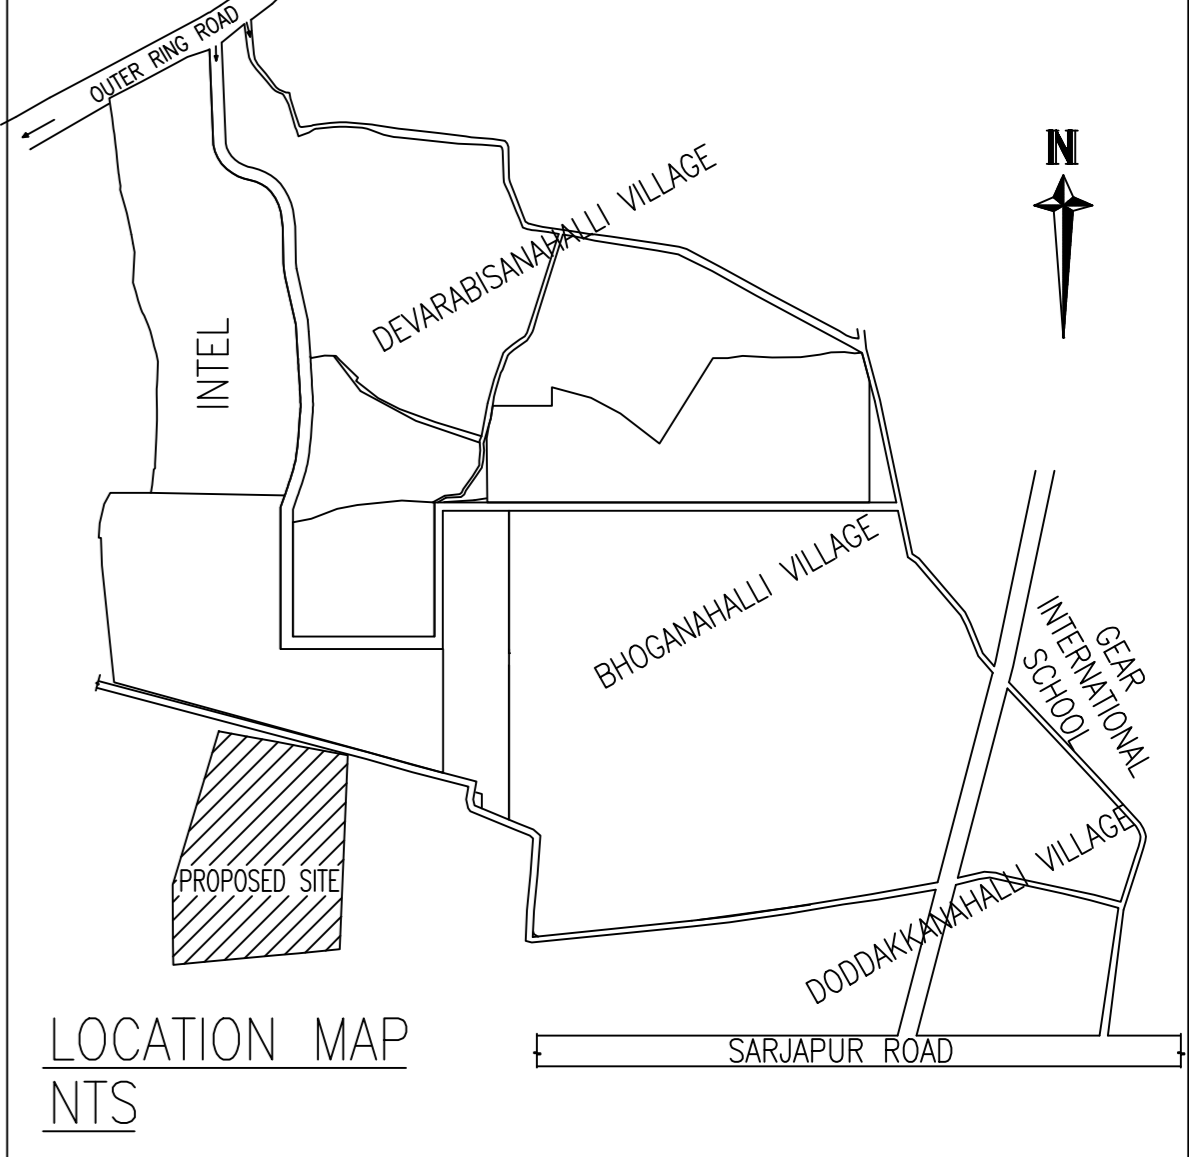 OUTER RING ROAD
N
DEVARABISANAHALLI VILLAGE
INTEL
BHOGANAHALLI VILLAGE
GEAR
INTERNATIONAL
SCHOOL
DODDAKKANAHALLI VILLAGE
PROPOSED SITE
SARJAPUR ROAD
LOCATION MAP
NTS